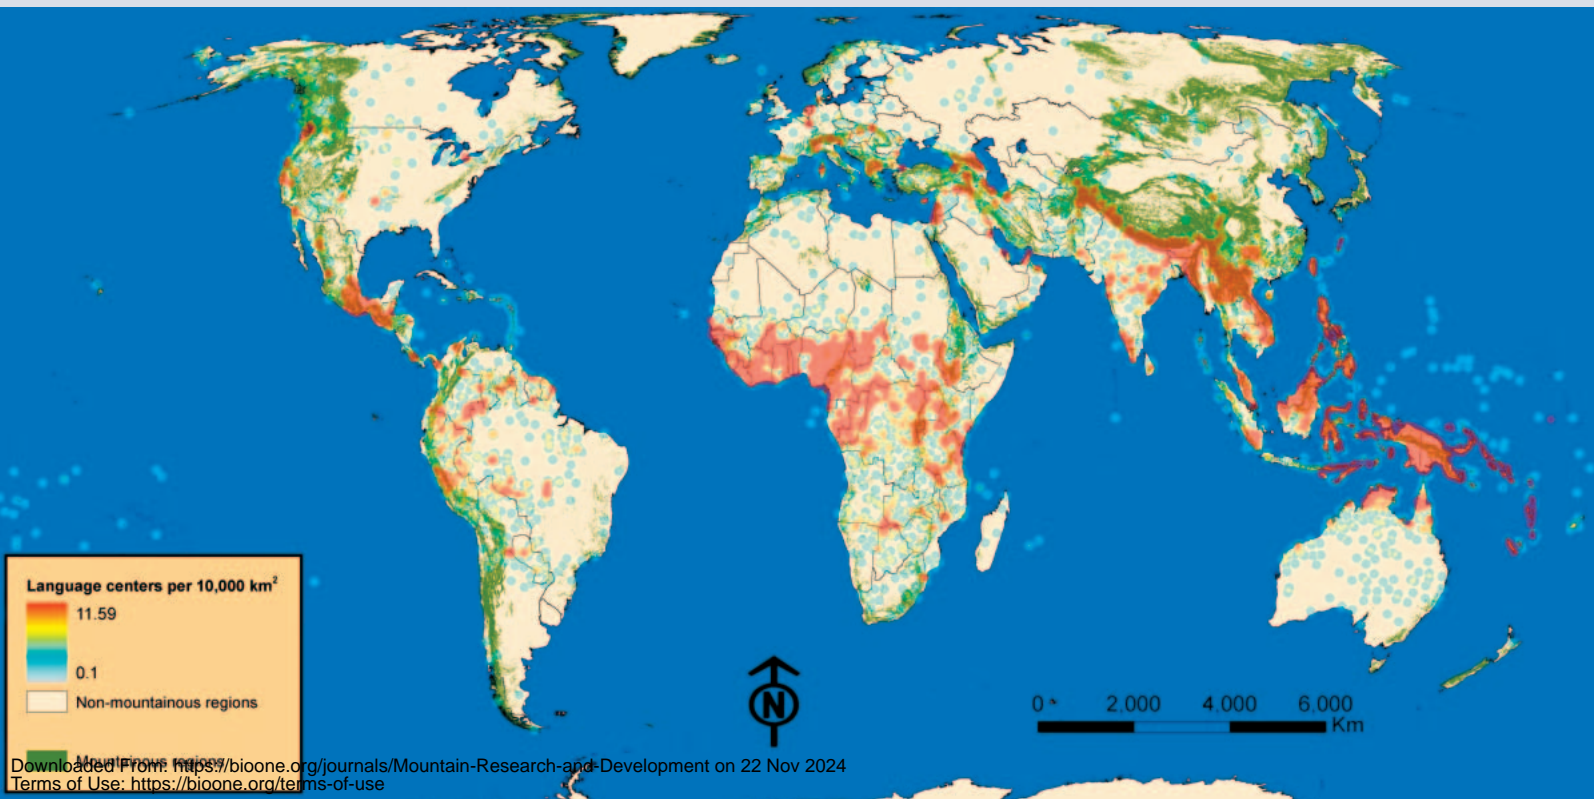 Language centers per 10,000 km²
11.59
0.1
Non-mountainous regions
Mountainous regions
N
0 2,000 4,000 6,000
Km
Downloaded From: https://bioone.org/journals/Mountain-Research-and-Development on 22 Nov 2024
Terms of Use: https://bioone.org/terms-of-use